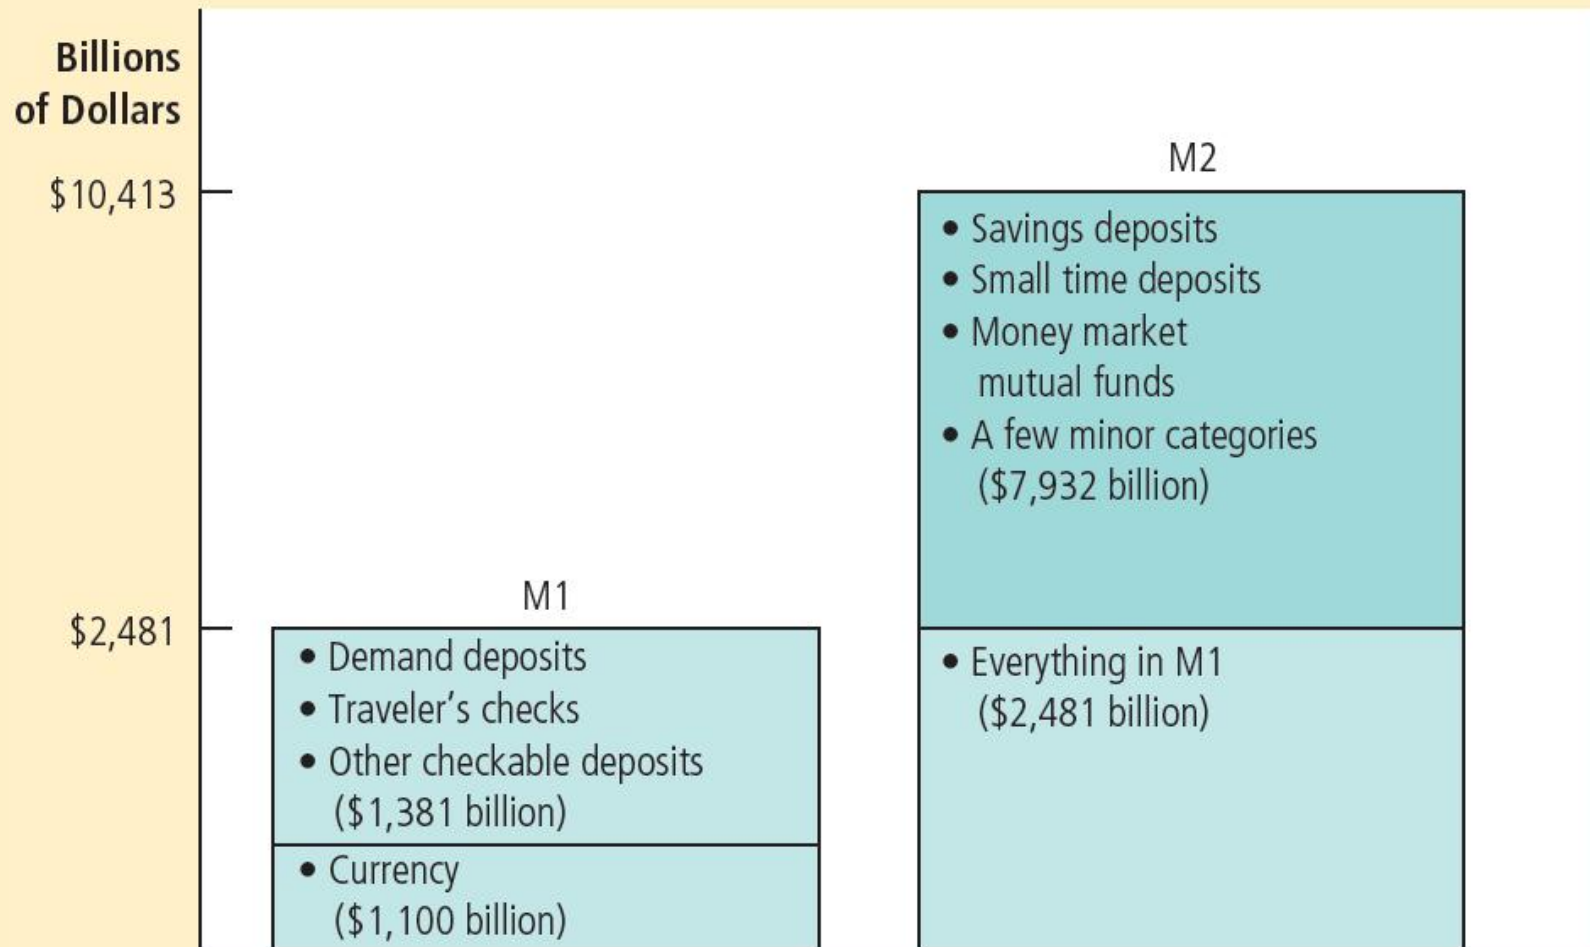 Billions
of Dollars
$10,413
$2,481
M1
• Demand deposits
• Traveler’s checks
• Other checkable deposits
($1,381 billion)
• Currency
($1,100 billion)
M2
• Savings deposits
• Small time deposits
• Money market
mutual funds
• A few minor categories
($7,932 billion)
• Everything in M1
($2,481 billion)